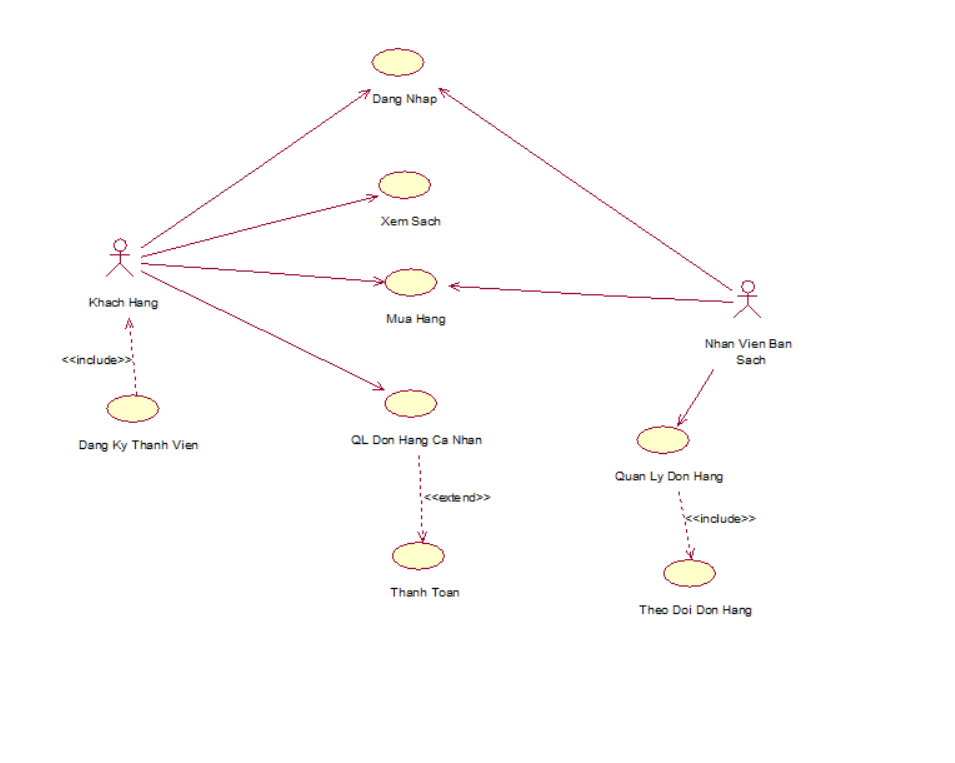 Dang Nhap
Xem Sach
Khach Hang
Mua Hang
Nhan Vien Ban
Sach
<<include>>
Dang Ky Thanh Vien
QL Don Hang Ca Nhan
Quan Ly Don Hang
<<extend>>
<<include>>
Thanh Toan
Theo Doi Don Hang